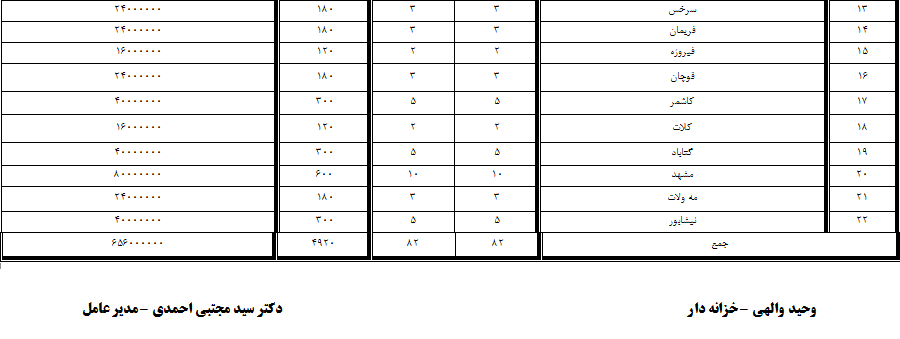 ۱۳ سرخس ۳ ۳ ۱۸۰ ۲۴۰۰۰۰۰۰
۱۴ فریمان ۳ ۳ ۱۸۰ ۲۴۰۰۰۰۰۰
۱۵ فیروزه ۲ ۲ ۱۲۰ ۱۶۰۰۰۰۰۰
۱۶ قوچان ۳ ۳ ۱۸۰ ۲۴۰۰۰۰۰۰
۱۷ کاشمر ۵ ۵ ۳۰۰ ۴۰۰۰۰۰۰۰
۱۸ کلات ۲ ۲ ۱۲۰ ۱۶۰۰۰۰۰۰
۱۹ گناباد ۵ ۵ ۳۰۰ ۴۰۰۰۰۰۰۰
۲۰ مشهد ۱۰ ۱۰ ۶۰۰ ۸۰۰۰۰۰۰۰
۲۱ مه ولات ۳ ۳ ۱۸۰ ۲۴۰۰۰۰۰۰
۲۲ نیشابور ۵ ۵ ۳۰۰ ۴۰۰۰۰۰۰۰
جمع ۸۲ ۸۲ ۴۹۲۰ ۶۵۶۰۰۰۰۰۰
وحید والهی – خزانه دار دکتر سید مجتبی احمدی – مدیر عامل